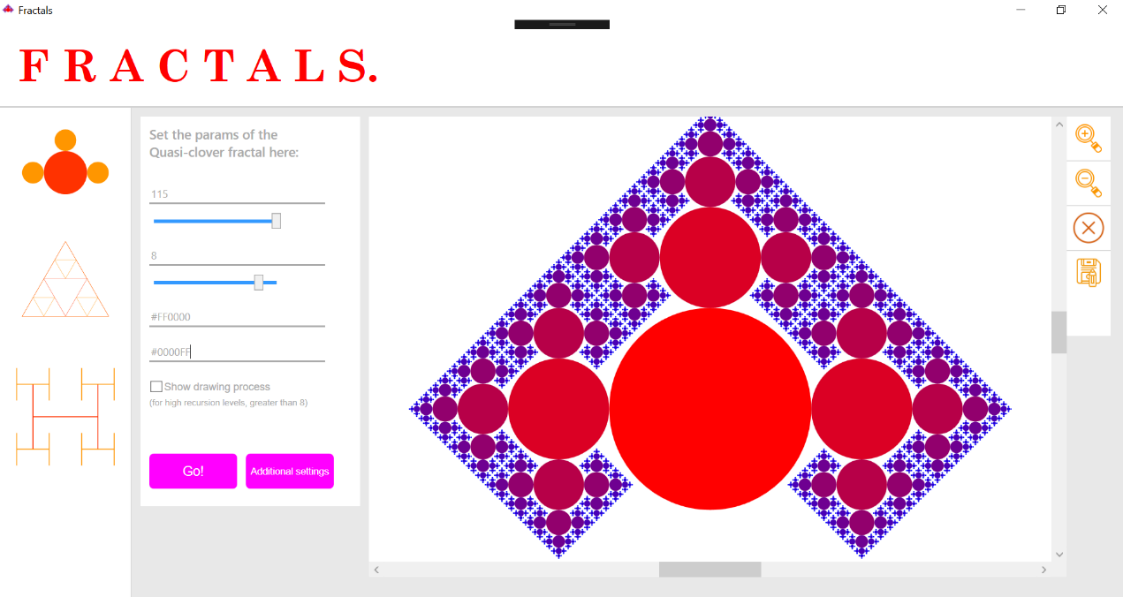 Fractals
F R A C T A L S.
Set the params of the
Quasi-clover fractal here:
115
8
#FF0000
#0000FF
Show drawing process
(for high recursion levels, greater than 8)
Go!
Additional settings